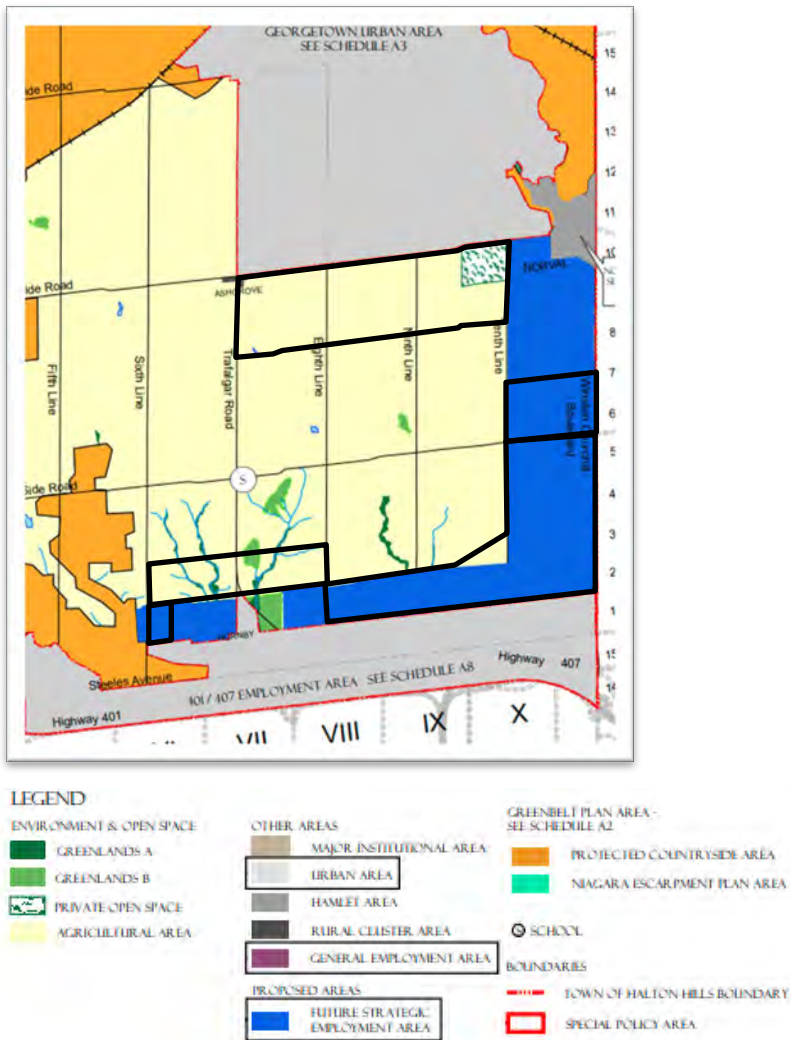 GEORGETOWN URBAN AREA
SEE SCHEDULE A3
15
14
13
12
11
10
8
7
6
5
4
3
2
1
15
ide Road
ide Road
Side Road
NORVAL
ASHGROVE
Fifth Line
Sixth Line
Trafalgar Road
Eighth Line
Ninth Line
enth Line
Winston Churchill
Boulevard
S
HORNBY
Steeles Avenue
Highway 407
401 / 407 EMPLOYMENT AREA SEE SCHEDULE A8
Highway 401
VII
VIII
IX
X
LEGEND
ENVIRONMENT & OPEN SPACE
GREENLANDS A
GREENLANDS B
PRIVATE OPEN SPACE
AGRICULTURAL AREA
OTHER AREAS
MAJOR INSTITUTIONAL AREA
URBAN AREA
HAMLET AREA
RURAL CLUSTER AREA
GENERAL EMPLOYMENT AREA
PROPOSED AREAS
FUTURE STRATEGIC
EMPLOYMENT AREA
GREENBELT PLAN AREA -
SEE SCHEDULE A2
PROTECTED COUNTRYSIDE AREA
NIAGARA ESCARPMENT PLAN AREA
SCHOOL
BOUNDARIES
TOWN OF HALTON HILLS BOUNDARY
SPECIAL POLICY AREA